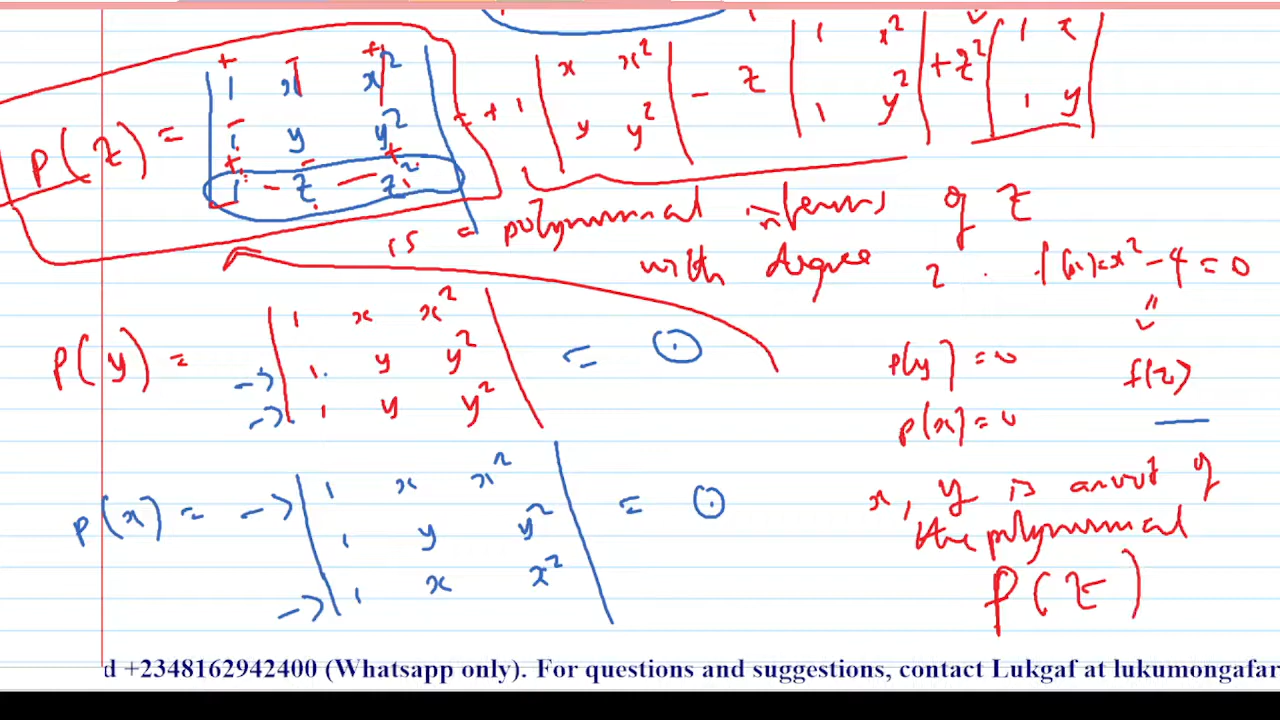 P(z) = | 1 x x² | = +1 | x x² | - z | 1 x² | + z² | 1 x |
| 1 y y² | | y y² | | 1 y² | | 1 y |
| 1 - z - z² |
is a polynomial in terms of z
with degree 2. f(x)=x²-4=0
P(y) = | 1 x x² | = 0
| 1 y y² |
| 1 y y² |
P(y) = 0
f(2)
P(x) = 0
P(x) = | 1 x x² | = 0
| 1 y y² |
| 1 x x² |
x, y is a root of
the polynomial
P(z)
d +2348162942400 (Whatsapp only). For questions and suggestions, contact Lukgaf at lukumongafar